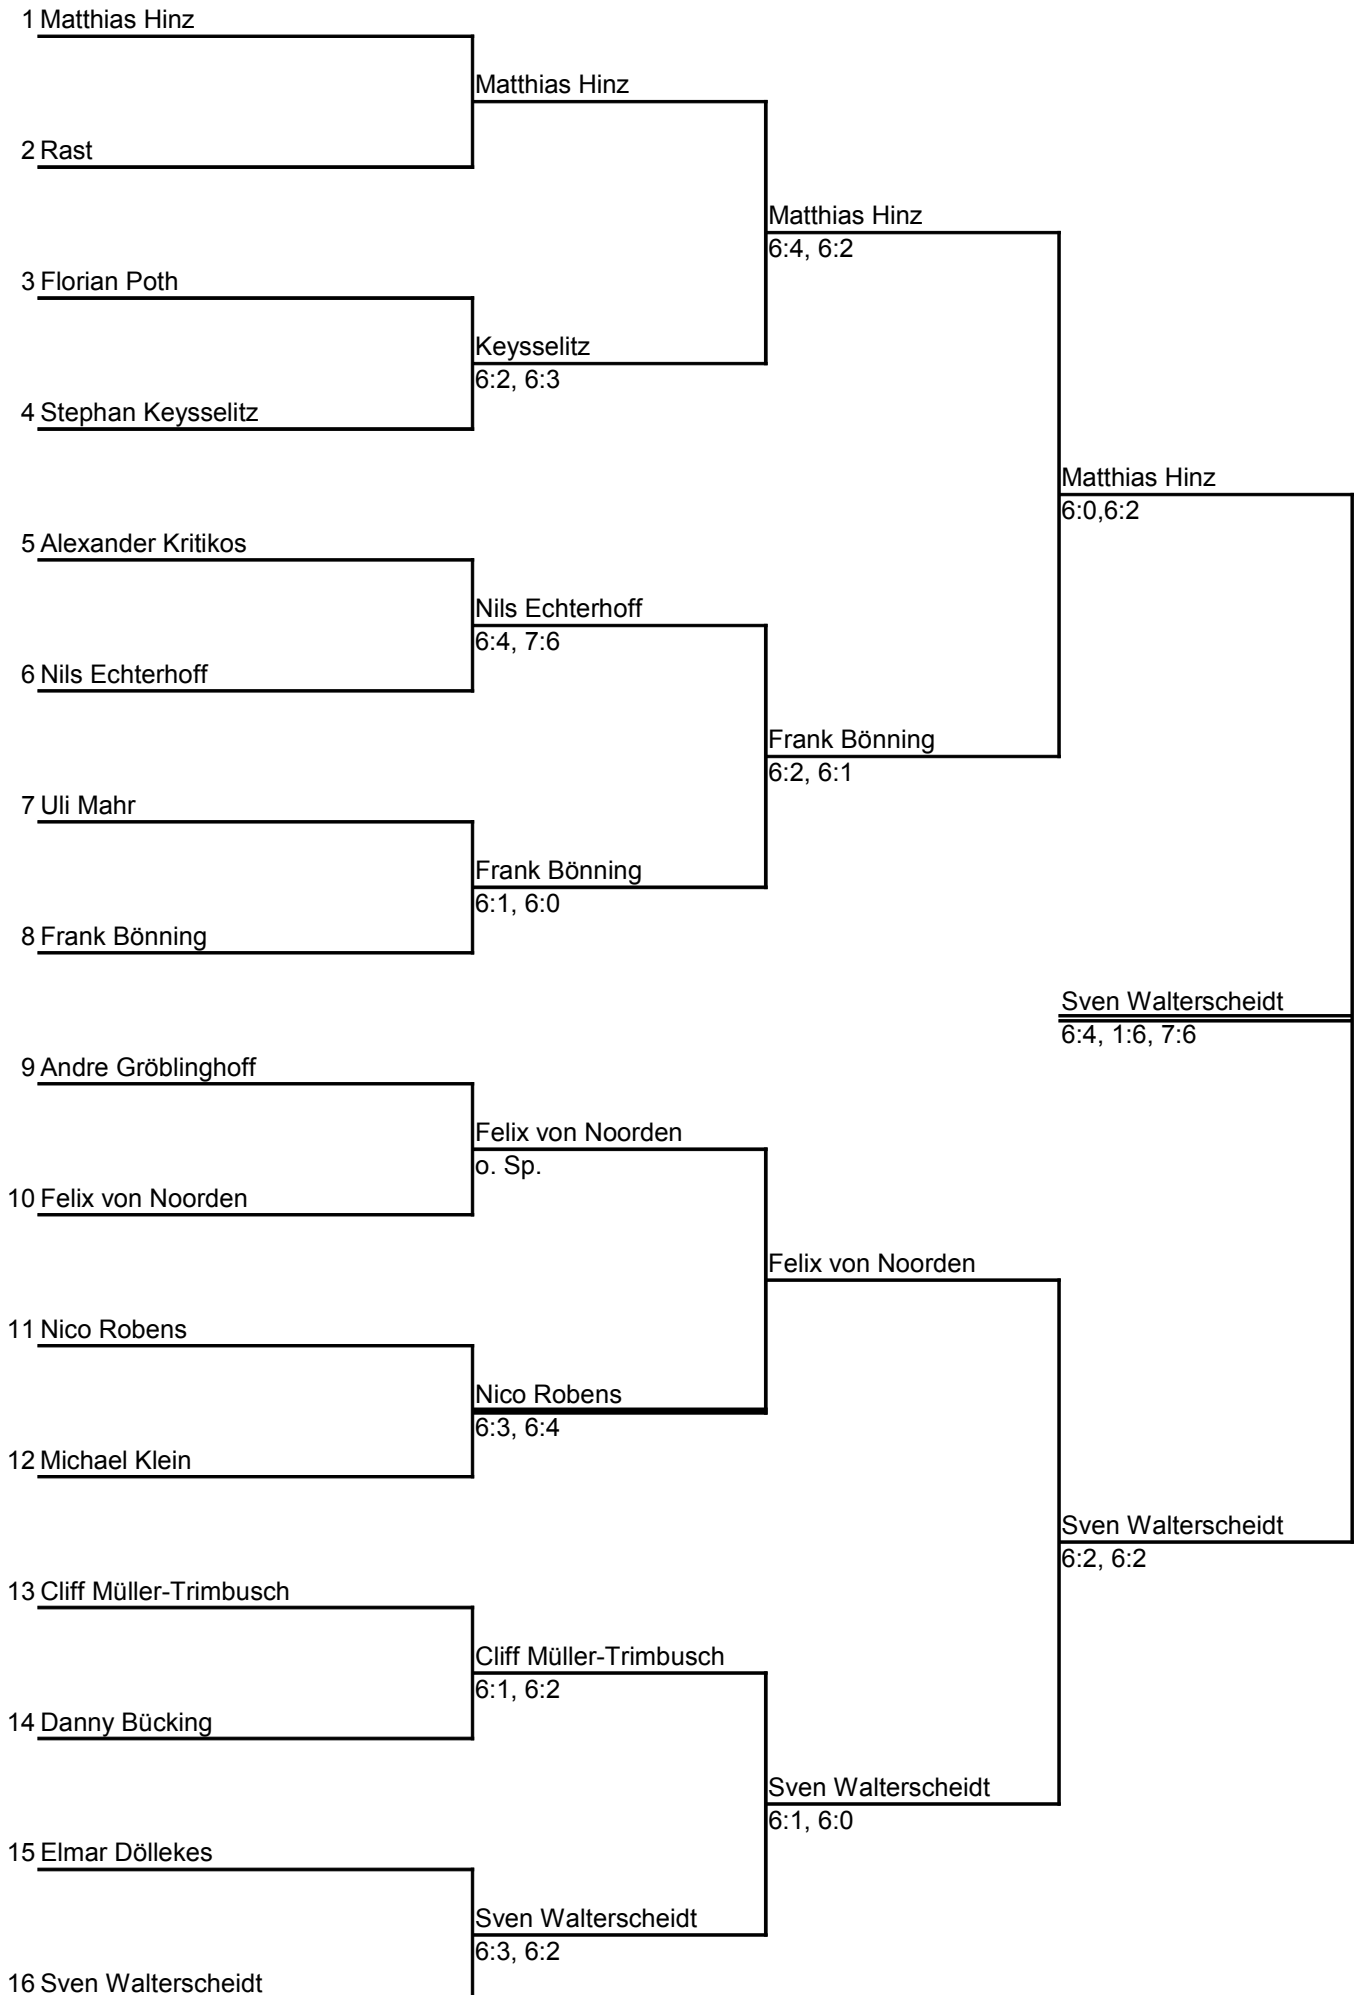 1 Matthias Hinz
Matthias Hinz
2 Rast
Matthias Hinz
6:4, 6:2
3 Florian Poth
Keysselitz
6:2, 6:3
4 Stephan Keysselitz
Matthias Hinz
6:0,6:2
5 Alexander Kritikos
Nils Echterhoff
6:4, 7:6
6 Nils Echterhoff
Frank Bönning
6:2, 6:1
7 Uli Mahr
Frank Bönning
6:1, 6:0
8 Frank Bönning
Sven Walterscheidt
6:4, 1:6, 7:6
9 Andre Gröblinghoff
Felix von Noorden
o. Sp.
10 Felix von Noorden
Felix von Noorden
11 Nico Robens
Nico Robens
6:3, 6:4
12 Michael Klein
Sven Walterscheidt
6:2, 6:2
13 Cliff Müller-Trimbusch
Cliff Müller-Trimbusch
6:1, 6:2
14 Danny Bücking
Sven Walterscheidt
6:1, 6:0
15 Elmar Döllekes
Sven Walterscheidt
6:3, 6:2
16 Sven Walterscheidt